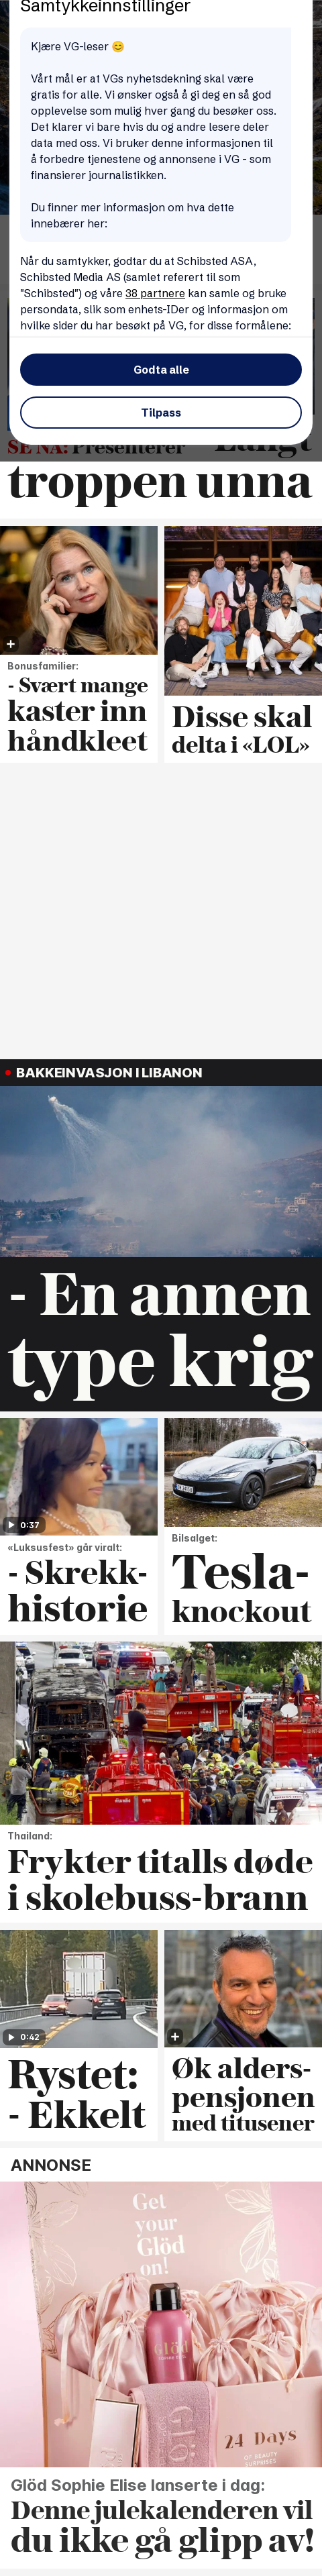 Samtykkeinnstillinger
Kjære VG-leser 😊
Vårt mål er at VGs nyhetsdekning skal være
gratis for alle. Vi ønsker også å gi deg en så god
opplevelse som mulig hver gang du besøker oss.
Det klarer vi bare hvis du og andre lesere deler
data med oss. Vi bruker denne informasjonen til
å forbedre tjenestene og annonsene i VG - som
finansierer journalistikken.
Du finner mer informasjon om hva dette
innebærer her:
Når du samtykker, godtar du at Schibsted ASA,
Schibsted Media AS (samlet referert til som
"Schibsted") og våre 38 partnere kan samle og bruke
persondata, slik som enhets-IDer og informasjon om
hvilke sider du har besøkt på VG, for disse formålene:
Godta alle
Tilpass
SE NÅ: Presenterer
Langt
troppen unna
Bonusfamilier:
- Svært mange
kaster inn
håndkleet
Disse skal
delta i «LOL»
BAKKEINVASJON I LIBANON
- En annen
type krig
0:37
«Luksusfest» går viralt:
- Skrekk-
historie
Bilsalget:
Tesla-
knockout
Thailand:
Frykter titalls døde
i skolebuss-brann
0:42
Rystet:
- Ekkelt
Øk alders-
pensjonen
med titusener
ANNONSE
Get
your
Glöd
on!
Glöd
Glö
24 Days
OF BEAUTY
SURPRISES
Glöd Sophie Elise lanserte i dag:
Denne julekalenderen vil
du ikke gå glipp av!